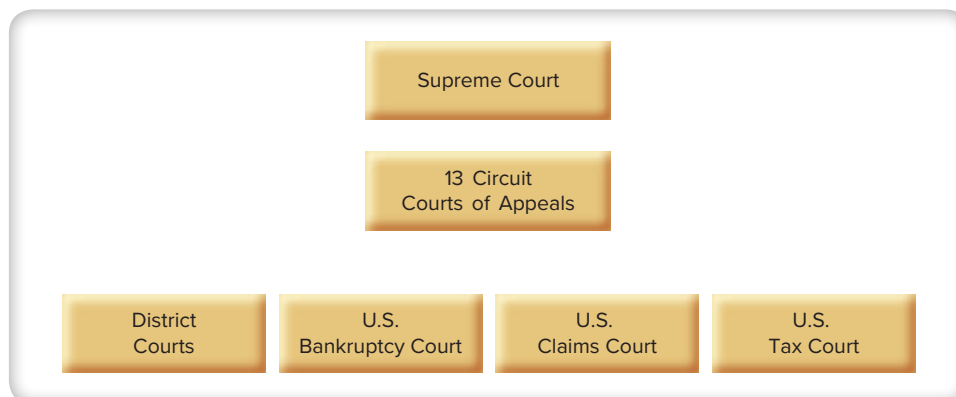 Supreme Court
13 Circuit
Courts of Appeals
District
Courts
U.S.
Bankruptcy Court
U.S.
Claims Court
U.S.
Tax Court